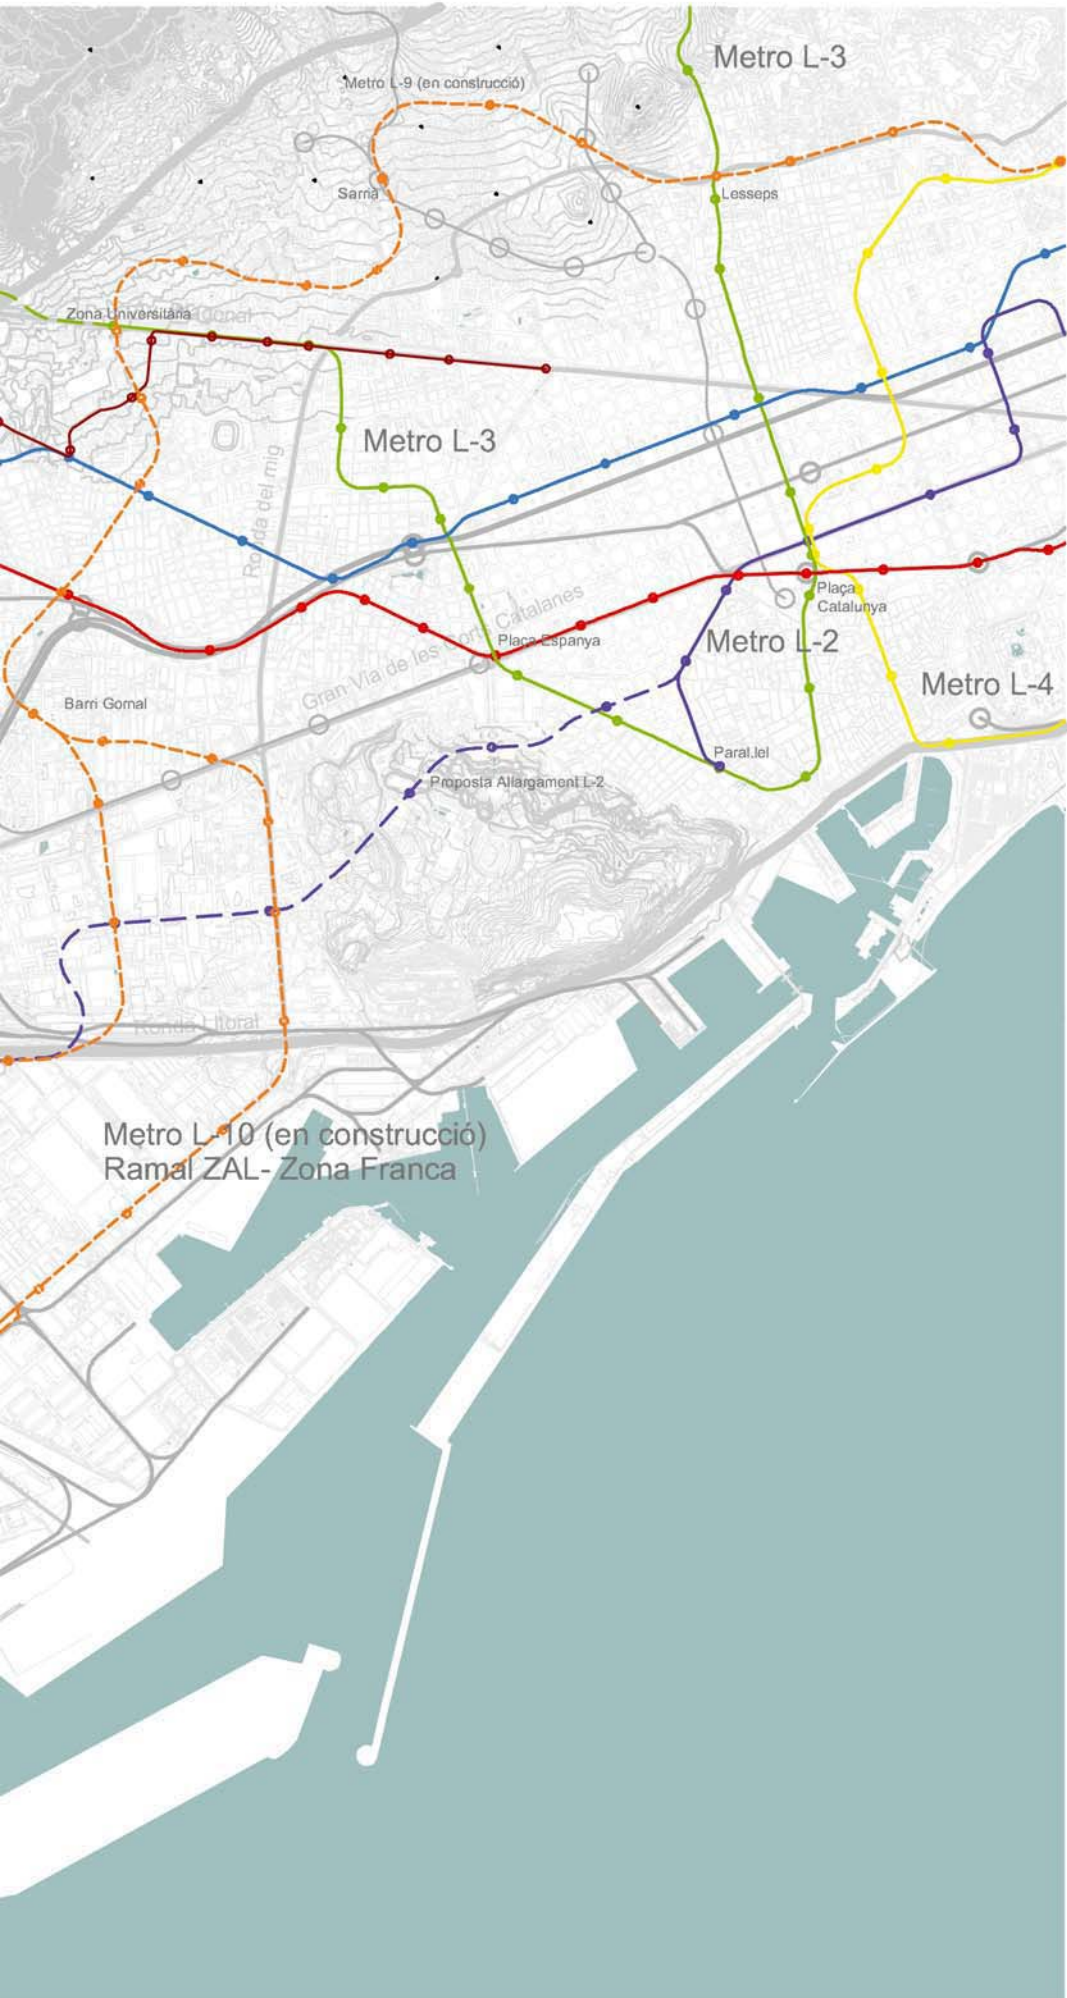 Metro L-3
Metro L-9 (en construcció)
Sarrià
Lesseps
Zona Universitària
Metro L-3
Ronda del mig
Gran Via de les Corts Catalanes
Plaça
Catalunya
Plaça Espanya
Metro L-2
Metro L-4
Barri Gornal
Paral.lel
Proposta Allargament L-2
Ronda Litoral
Metro L-10 (en construcció)
Ramal ZAL- Zona Franca